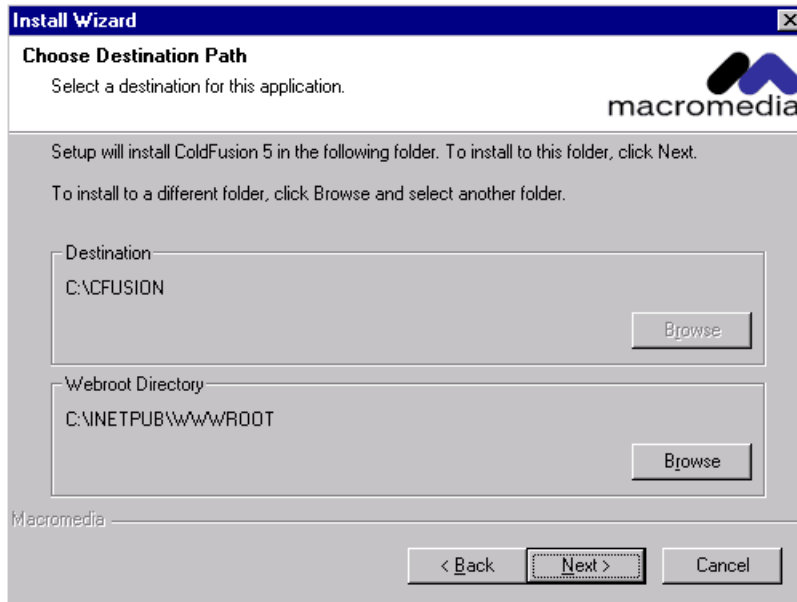 Install Wizard
Choose Destination Path
Select a destination for this application.
macromedia
Setup will install ColdFusion 5 in the following folder. To install to this folder, click Next.
To install to a different folder, click Browse and select another folder.
Destination
C:\CFUSION
Browse
Webroot Directory
C:\INETPUB\WWWROOT
Browse
Macromedia
< Back Next > Cancel